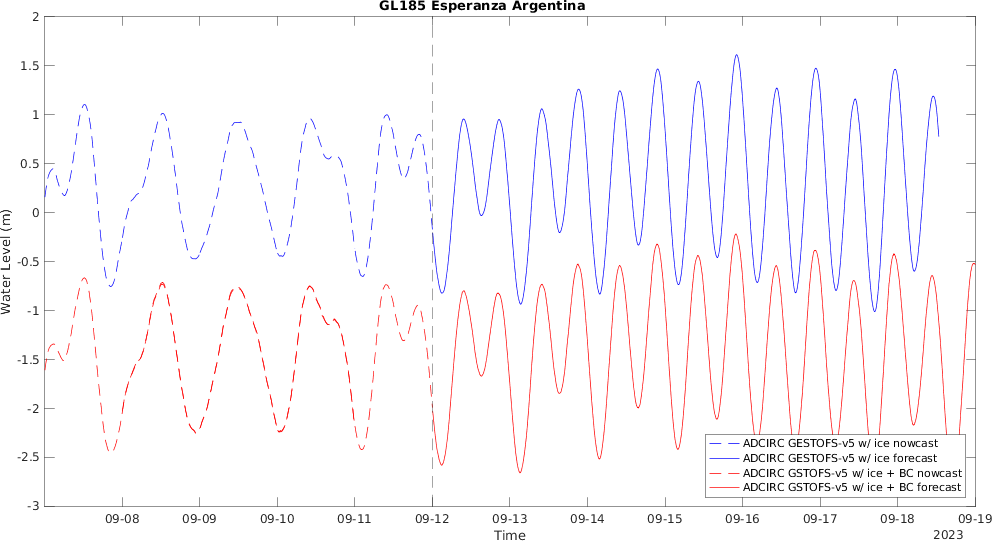 GL185 Esperanza Argentina
2
1.5
1
0.5
0
-0.5
-1
-1.5
-2
-2.5
-3
Water Level (m)
ADCIRC GESTOFS-v5 w/ ice nowcast
ADCIRC GESTOFS-v5 w/ ice forecast
ADCIRC GSTOFS-v5 w/ ice + BC nowcast
ADCIRC GSTOFS-v5 w/ ice + BC forecast
09-08 09-09 09-10 09-11 09-12 09-13 09-14 09-15 09-16 09-17 09-18 09-19
Time
2023